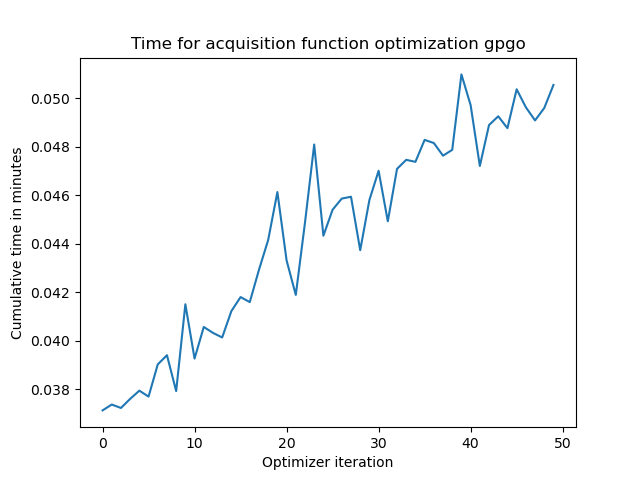 Time for acquisition function optimization gpgo
Cumulative time in minutes
0.050
0.048
0.046
0.044
0.042
0.040
0.038
0 10 20 30 40 50
Optimizer iteration